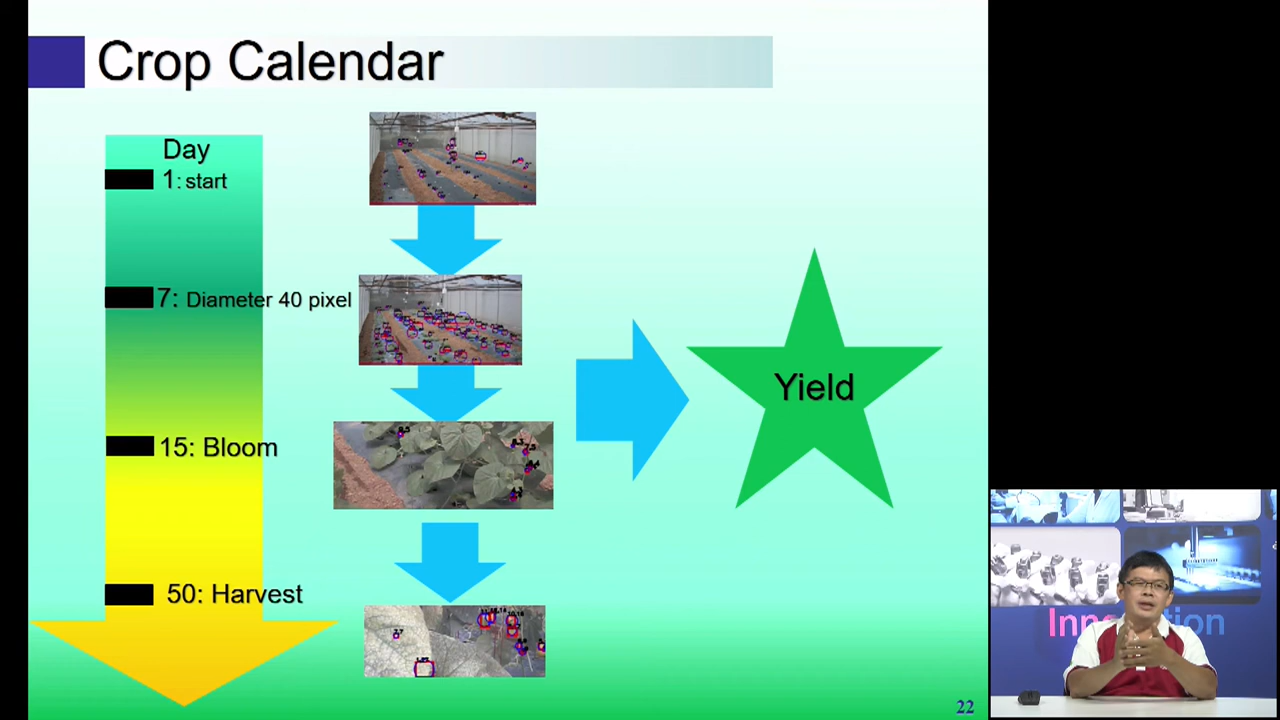 Crop Calendar
Day
1: start
7: Diameter 40 pixel
15: Bloom
50: Harvest
Yield
22